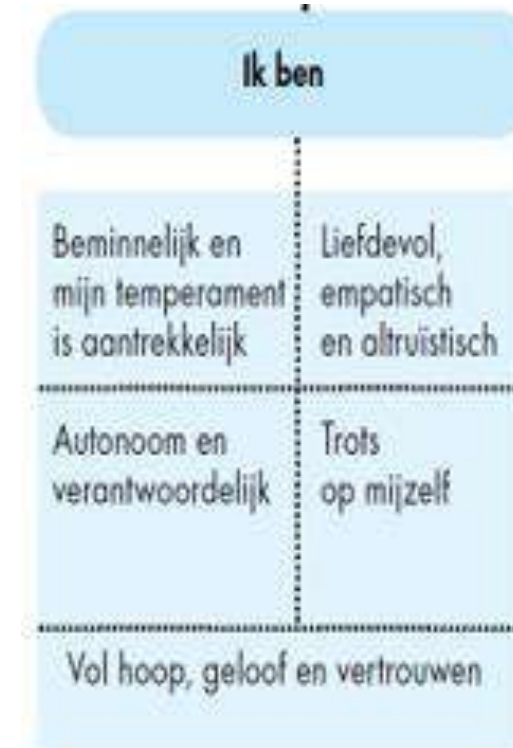 Ik ben
Beminnelijk en
mijn temperament
is aantrekkelijk
Liefdevol,
empatisch
en altruïstisch
Autonoom en
verantwoordelijk
Trots
op mijzelf
Vol hoop, geloof en vertrouwen